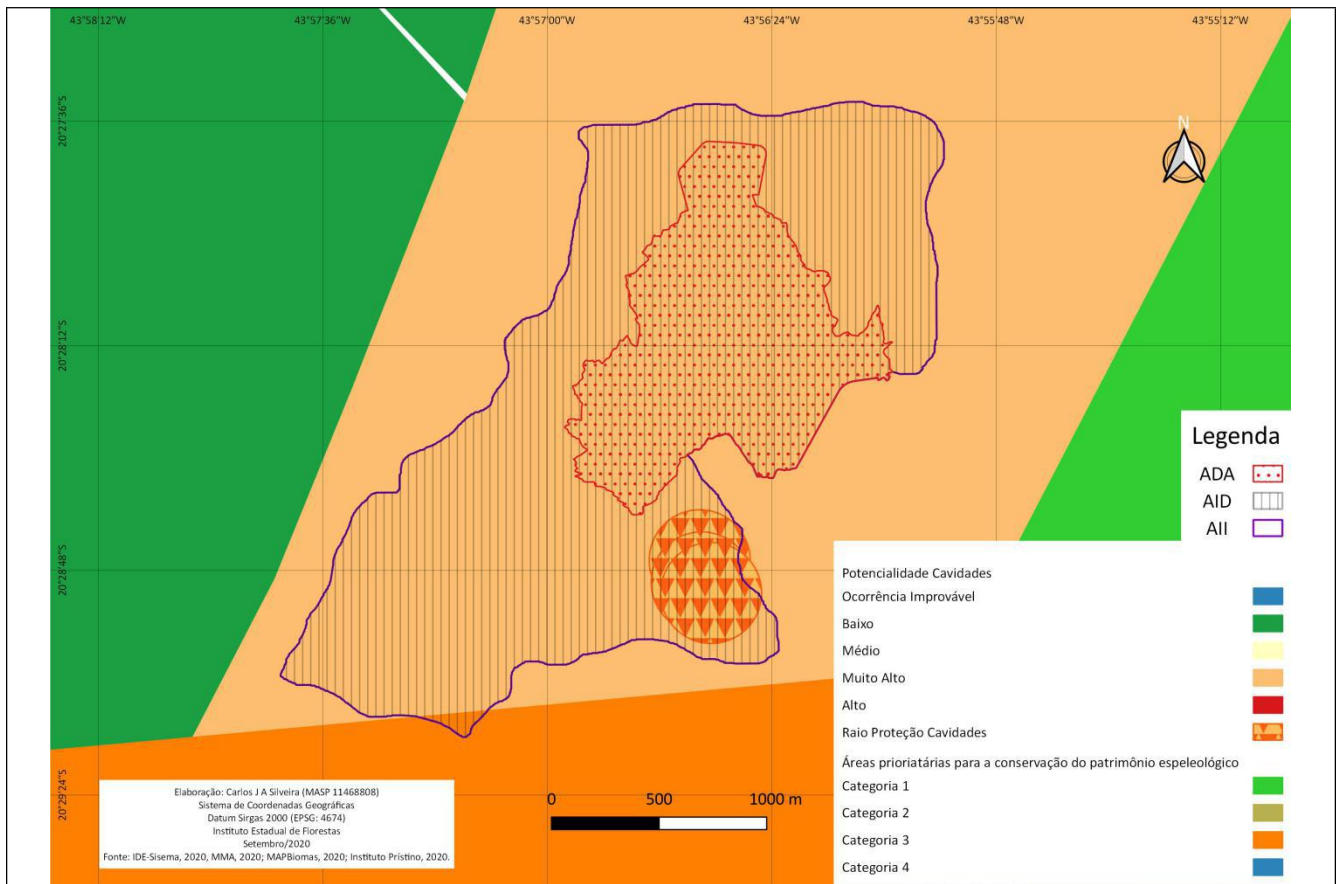 43°58'12"W 43°57'36"W 43°57'00"W 43°56'24"W 43°55'48"W 43°55'12"W
20°27'36"S
N
20°28'12"S
Legenda
ADA
AID
AII
20°28'48"S
Potencialidade Cavidades
Ocorrência Improvável
Baixo
Médio
Muito Alto
Alto
Raio Proteção Cavidades
Áreas prioriatárias para a conservação do patrimônio espeleológico
Categoria 1
Categoria 2
Categoria 3
Categoria 4
20°29'24"S
Elaboração: Carlos J A Silveira (MASP 11468808)
Sistema de Coordenadas Geográficas
Datum Sirgas 2000 (EPSG: 4674)
Instituto Estadual de Florestas
Setembro/2020
Fonte: IDE-Sisema, 2020, MMA, 2020; MAPBiomas, 2020; Instituto Prístino, 2020.
0 500 1000 m